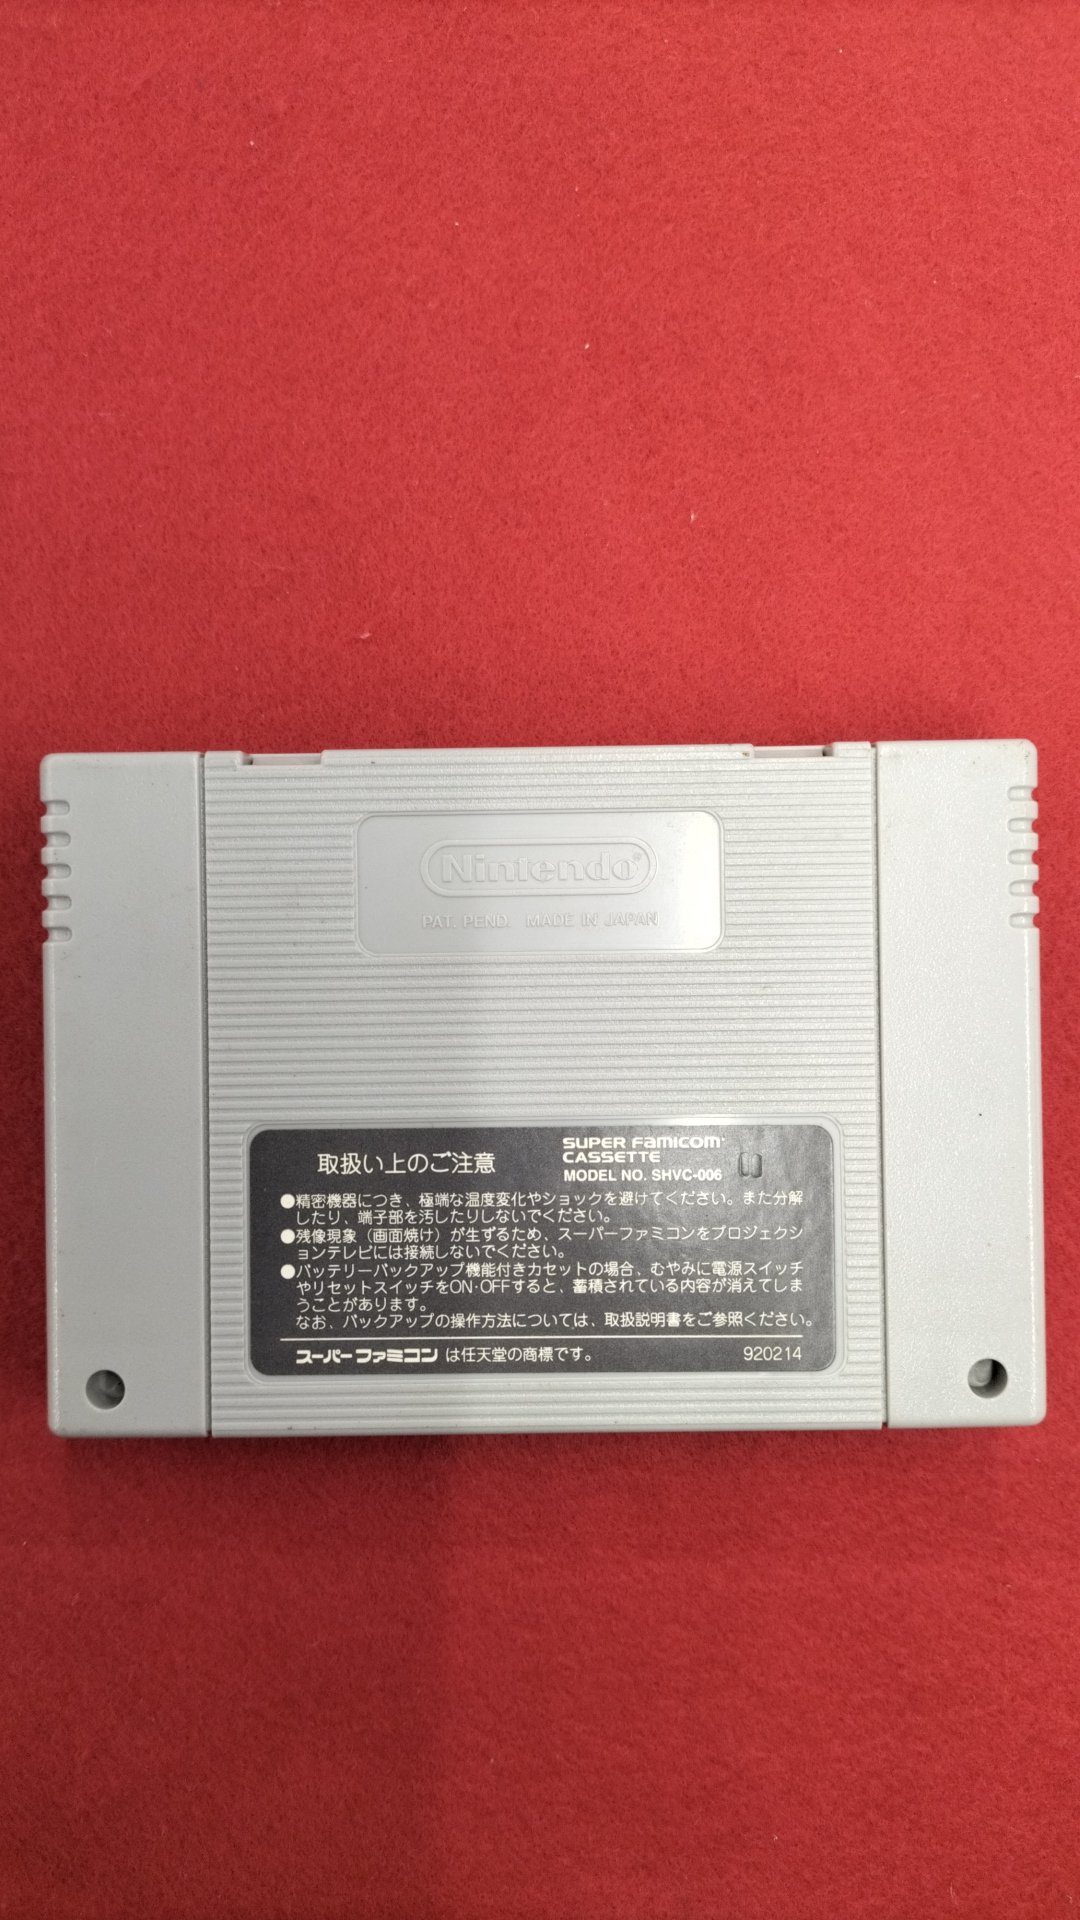 Nintendo®
PAT. PEND. MADE IN JAPAN
取扱い上のご注意
SUPER FAMICOM
CASSETTE
MODEL NO. SHVC-006
●精密機器につき、極端な温度変化やショックを避けてください。また分解
したり、端子部を汚したりしないでください。
●残像現象（画面焼け）が生ずるため、スーパーファミコンをプロジェクシ
ョンテレビには接続しないでください。
●バッテリーバックアップ機能付きカセットの場合、むやみに電源スイッチ
やリセットスイッチをON·OFFすると、蓄積されている内容が消えてしま
うことがあります。
なお、バックアップの操作方法については、取扱説明書をご参照ください。
スーパーファミコン は任天堂の商標です。
920214